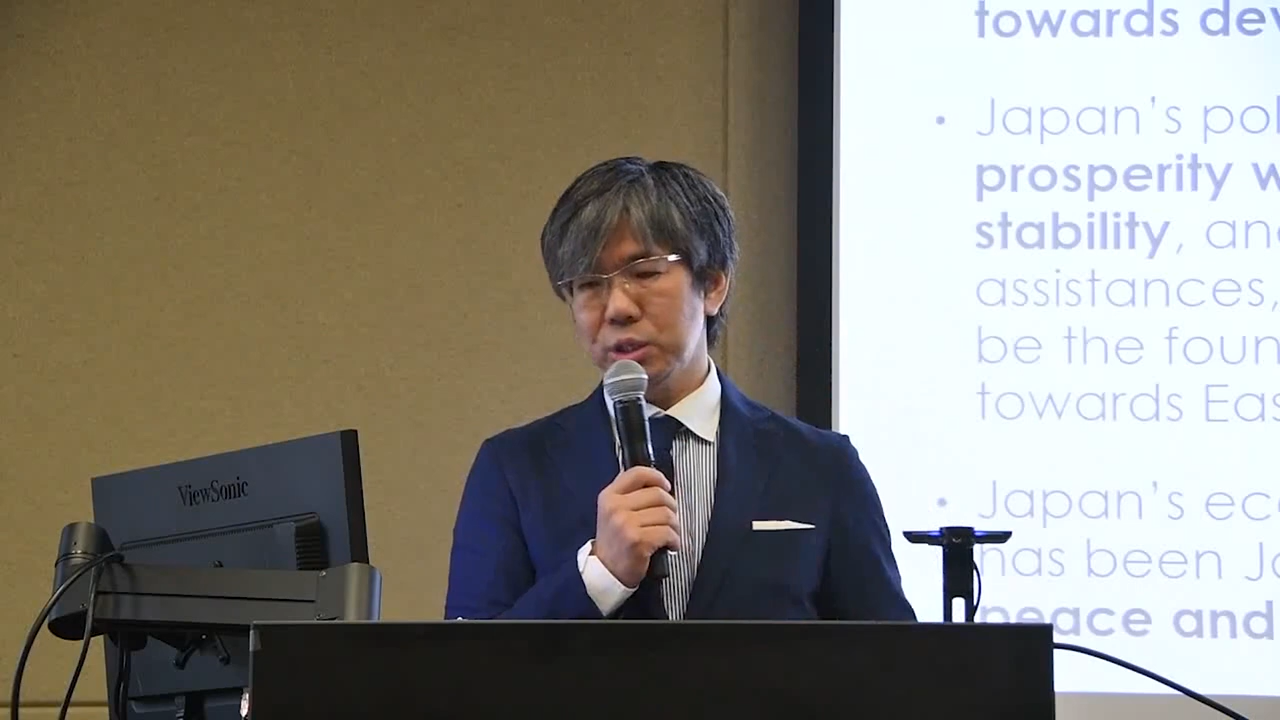 towards dev
• Japan's pol
prosperity w
stability, and
assistances,
be the foun
towards Eas
• Japan's ec
has been Ja
peace and
ViewSonic